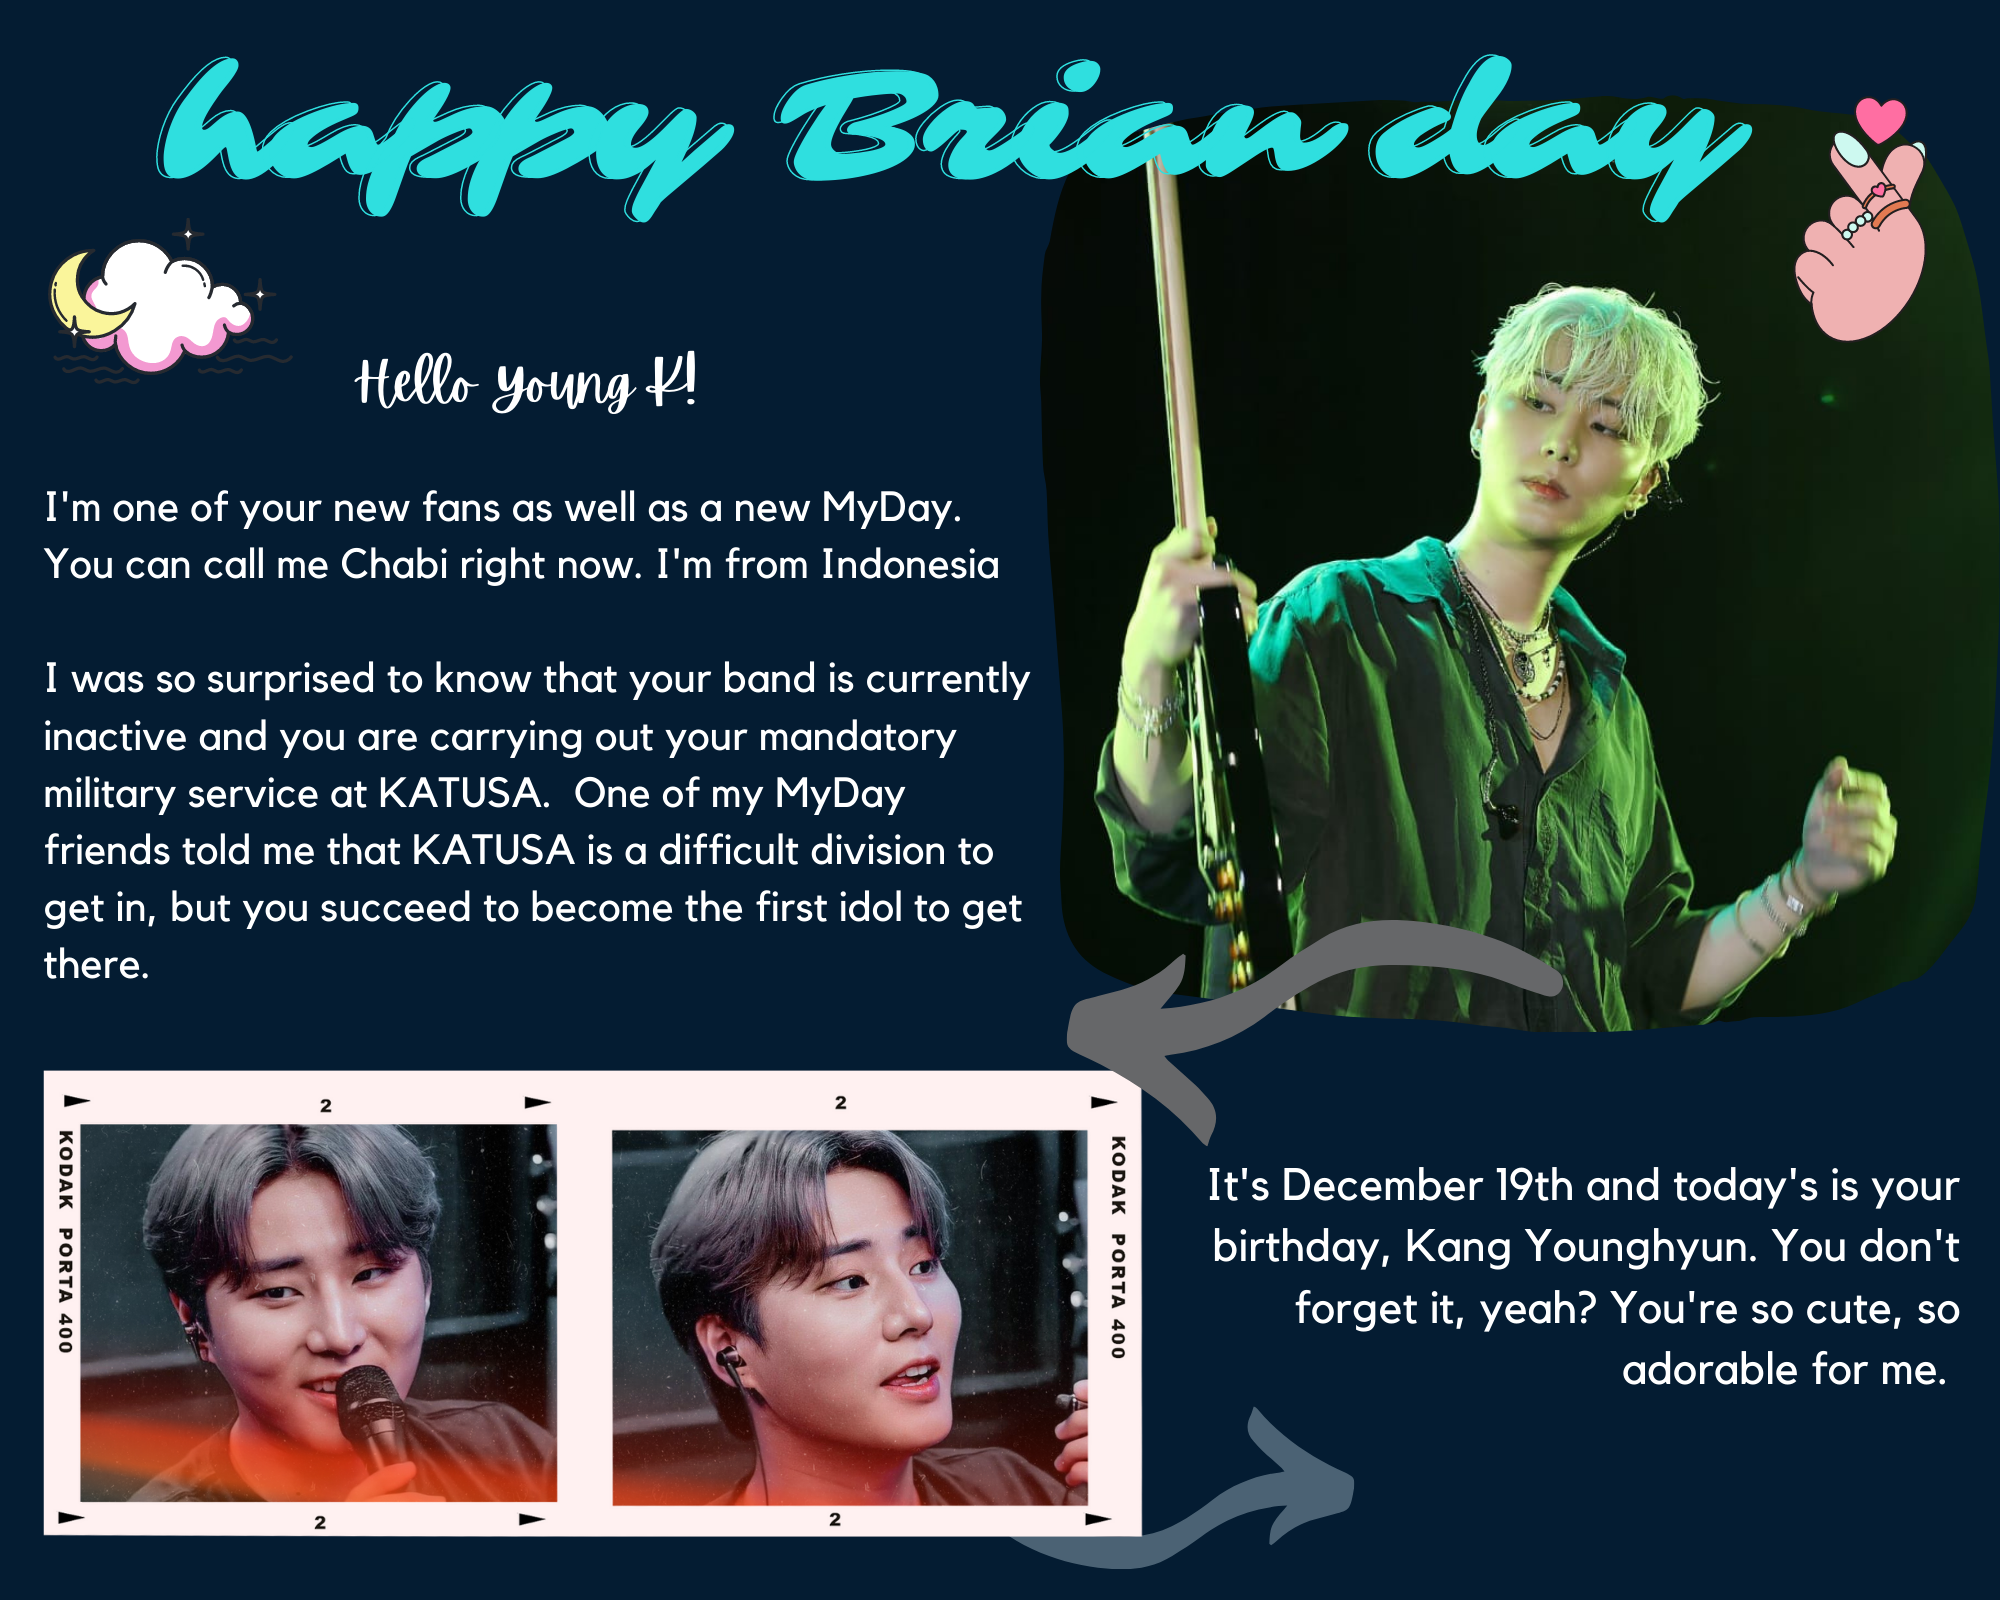 happy Brian day
Hello Young K!
I'm one of your new fans as well as a new MyDay.
You can call me Chabi right now. I'm from Indonesia
I was so surprised to know that your band is currently
inactive and you are carrying out your mandatory
military service at KATUSA.  One of my MyDay
friends told me that KATUSA is a difficult division to
get in, but you succeed to become the first idol to get
there.
2
2
KODAK PORTA 400
KODAK PORTA 400
2
2
It's December 19th and today's is your
birthday, Kang Younghyun. You don't
forget it, yeah? You're so cute, so
adorable for me.